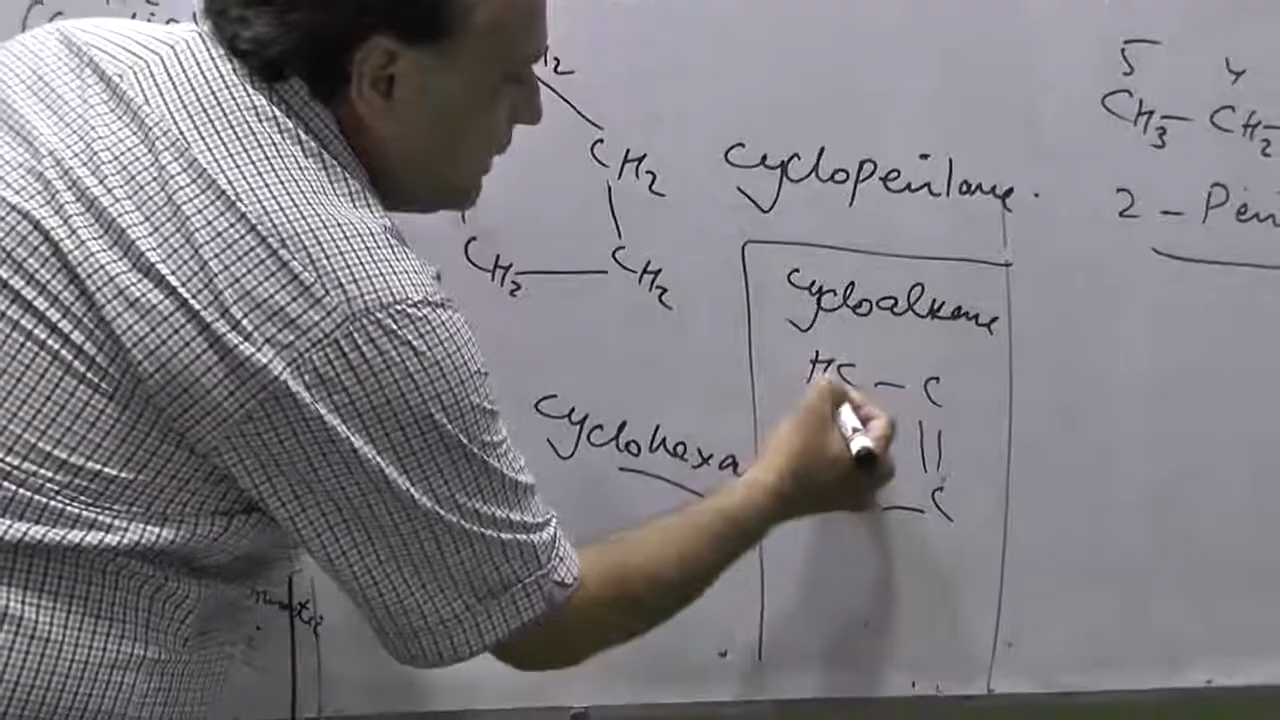 5 4
CH3 - CH2
H2
CH2
cyclopentane.
2 - Pen
CH2 — CH2
cycloalkene
HC - C
||
cyclohexa
- C